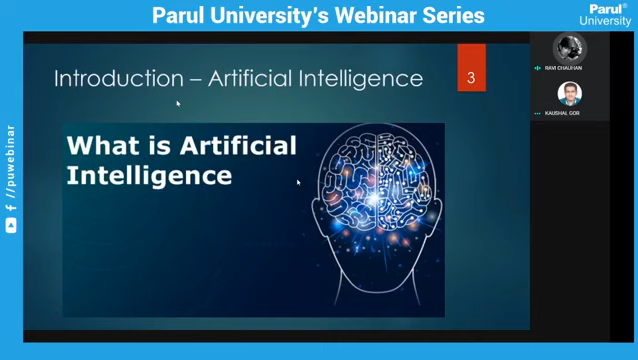 Parul University's Webinar Series
Parul®
University
Introduction – Artificial Intelligence
3
What is Artificial
Intelligence
RAVI CHAUHAN
KAUSHAL GOR
/puwebinar